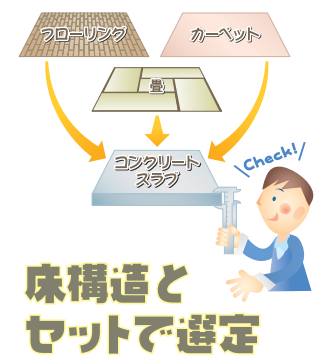 フローリング
カーペット
畳
コンクリート
スラブ
Check!
床構造と
セットで選定